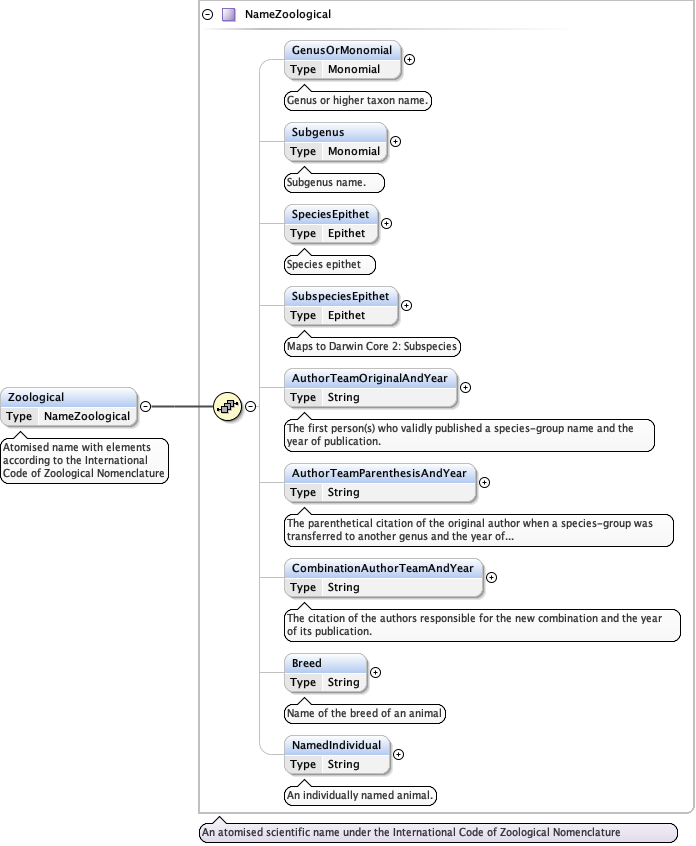 NameZoological
GenusOrMonomial
Type Monomial
Genus or higher taxon name.
Subgenus
Type Monomial
Subgenus name.
SpeciesEpithet
Type Epithet
Species epithet
SubspeciesEpithet
Type Epithet
Maps to Darwin Core 2: Subspecies
Zoological
Type NameZoological
Atomised name with elements
according to the International
Code of Zoological Nomenclature
AuthorTeamOriginalAndYear
Type String
The first person(s) who validly published a species-group name and the
year of publication.
AuthorTeamParenthesisAndYear
Type String
The parenthetical citation of the original author when a species-group was
transferred to another genus and the year of...
CombinationAuthorTeamAndYear
Type String
The citation of the authors responsible for the new combination and the year
of its publication.
Breed
Type String
Name of the breed of an animal
NamedIndividual
Type String
An individually named animal.
An atomised scientific name under the International Code of Zoological Nomenclature